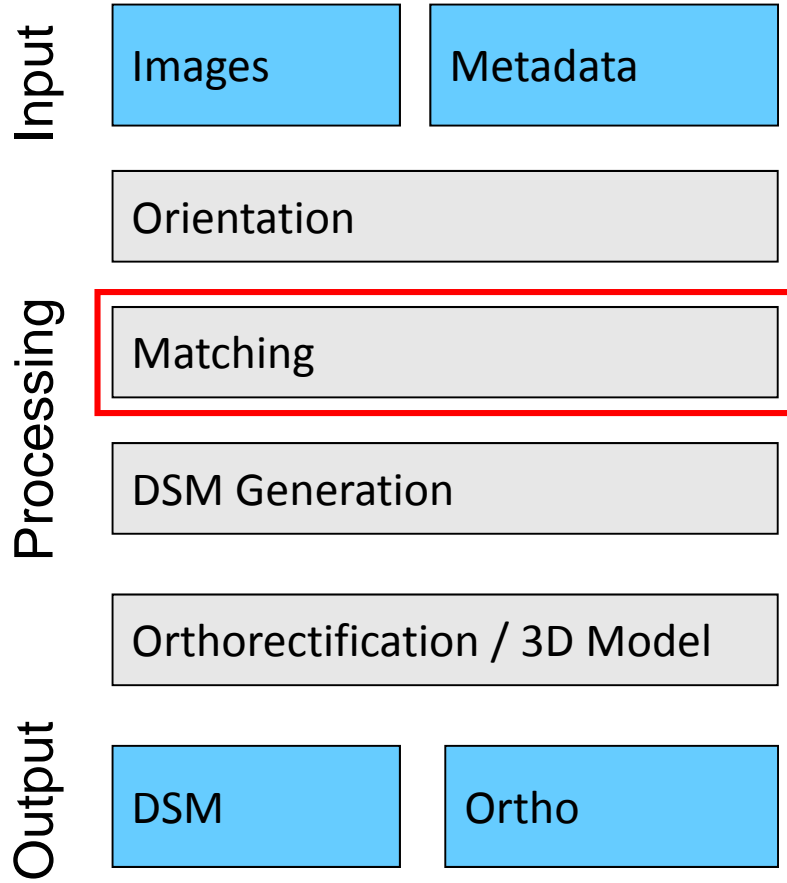 Input
Images
Metadata
Processing
Orientation
Matching
DSM Generation
Orthorectification / 3D Model
Output
DSM
Ortho